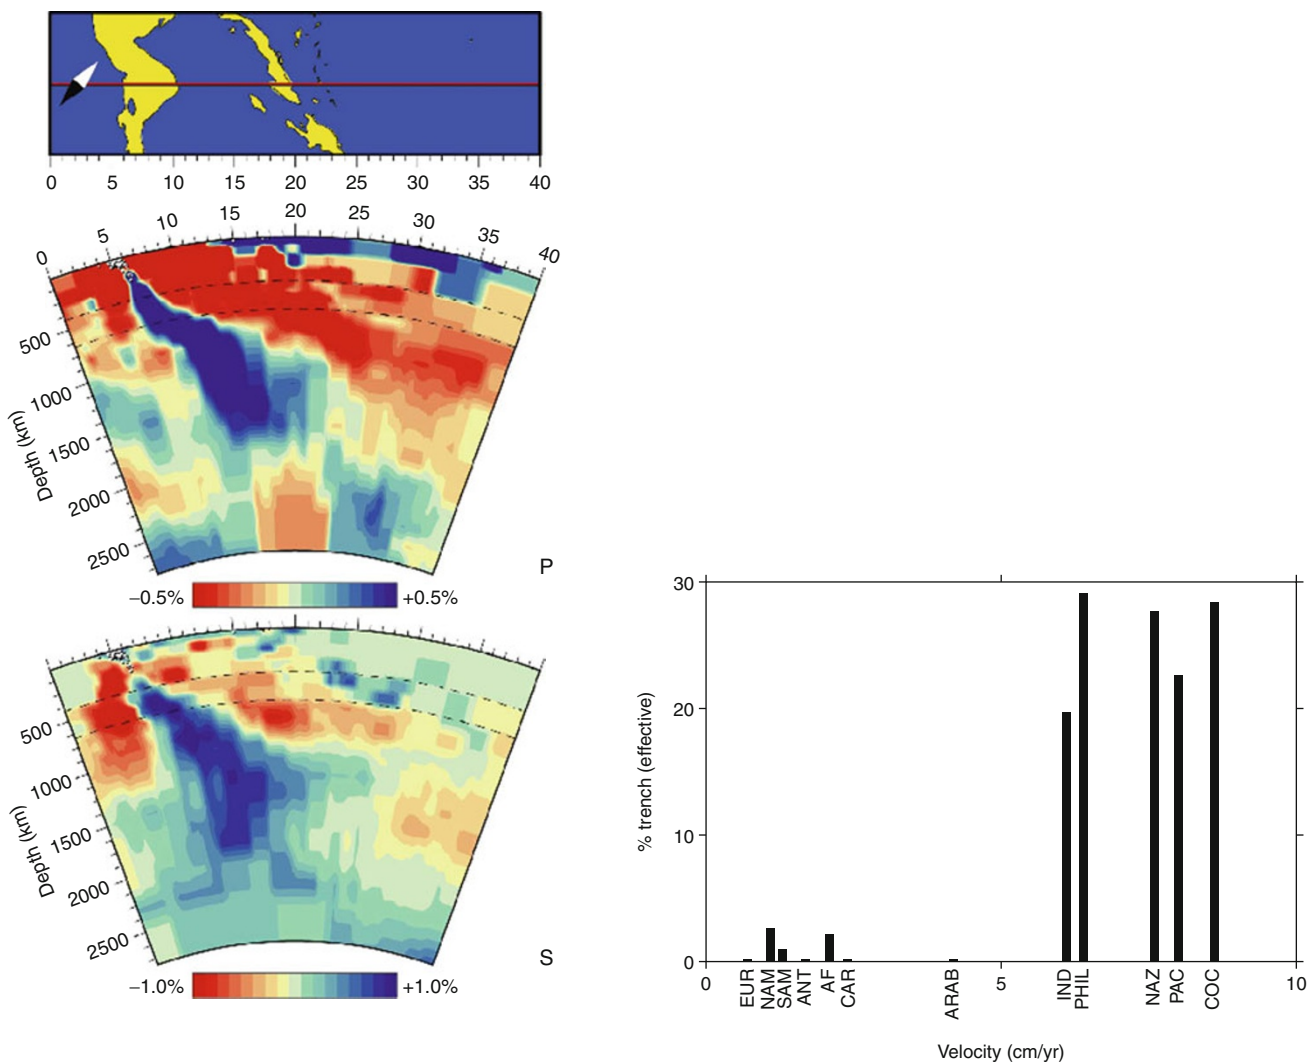 0 5 10 15 20 25 30 35 40
0 5 10 15 20 25 30 35 40
500
1000
1500
2000
2500
Depth (km)
P
−0.5% +0.5%
500
1000
1500
2000
2500
Depth (km)
S
−1.0% +1.0%
30
20
10
0
% trench (effective)
0 5 10
EUR
NAM
SAM
ANT
AF
CAR
ARAB
IND
PHIL
NAZ
PAC
COC
Velocity (cm/yr)